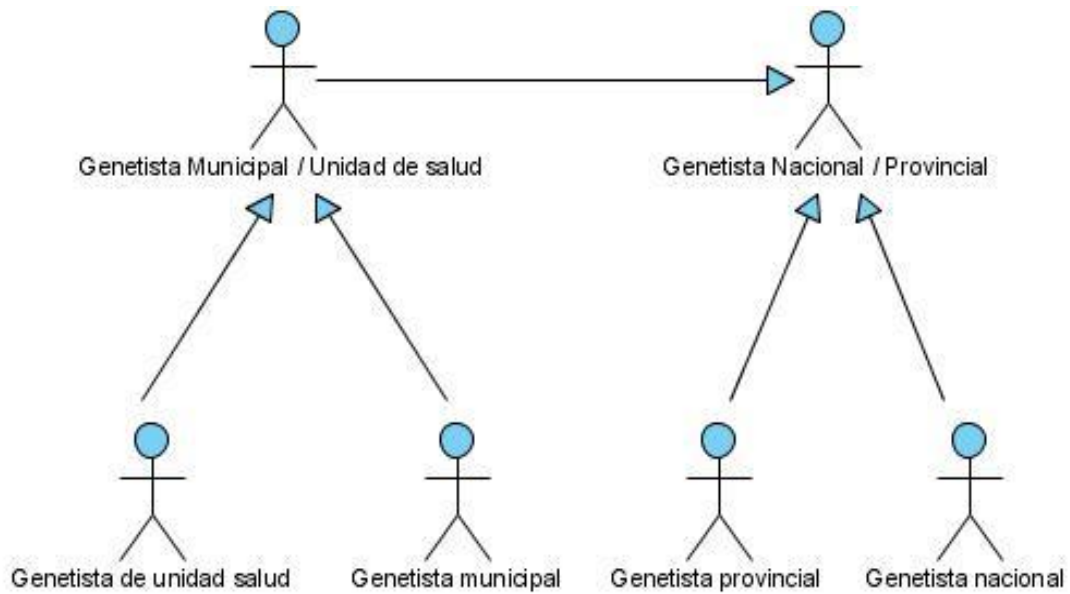 Genetista Municipal / Unidad de salud
Genetista Nacional / Provincial
Genetista de unidad salud
Genetista municipal
Genetista provincial
Genetista nacional